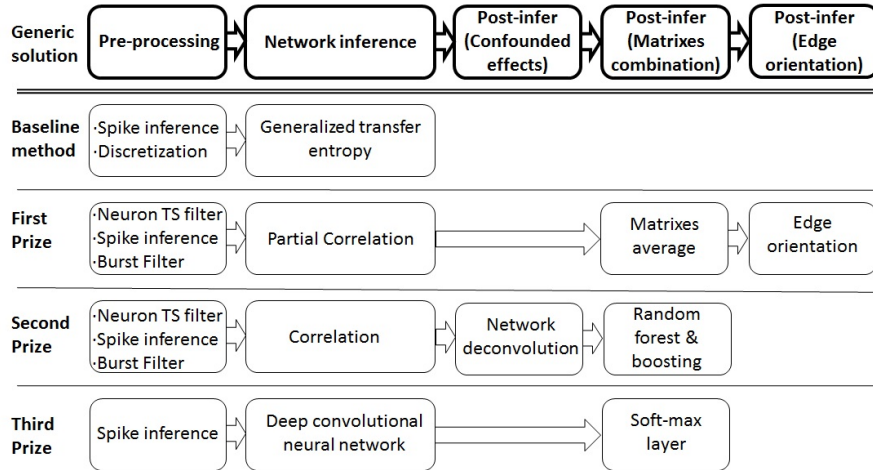 Generic solution
Pre-processing
Network inference
Post-infer
(Confounded
effects)
Post-infer
(Matrixes
combination)
Post-infer
(Edge
orientation)
Baseline
method
·Spike inference
·Discretization
Generalized transfer
entropy
First
Prize
·Neuron TS filter
·Spike inference
·Burst Filter
Partial Correlation
Matrixes
average
Edge
orientation
Second
Prize
·Neuron TS filter
·Spike inference
·Burst Filter
Correlation
Network
deconvolution
Random
forest &
boosting
Third
Prize
Spike inference
Deep convolutional
neural network
Soft-max
layer